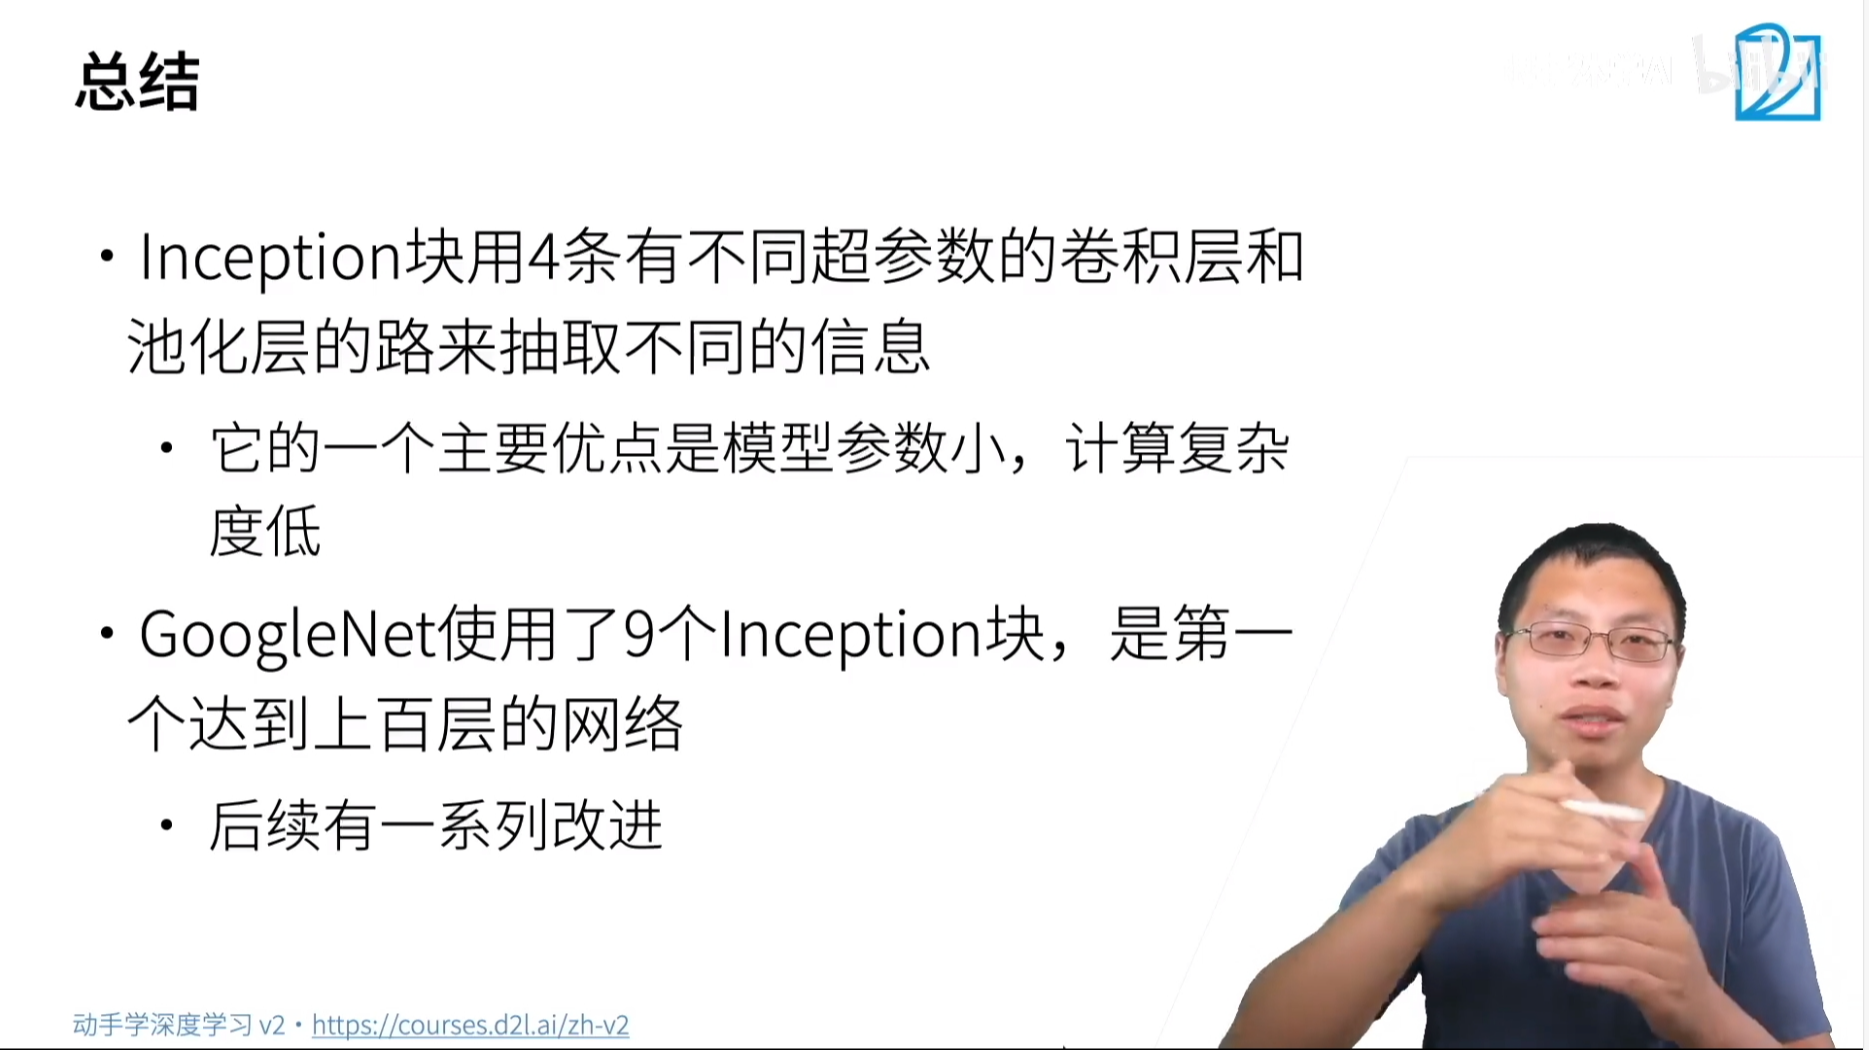 总结
• Inception块用4条有不同超参数的卷积层和
池化层的路来抽取不同的信息
• 它的一个主要优点是模型参数小，计算复杂
度低
• GoogleNet使用了9个Inception块，是第一
个达到上百层的网络
• 后续有一系列改进
动手学深度学习 v2 • https://courses.d2l.ai/zh-v2
bilibili